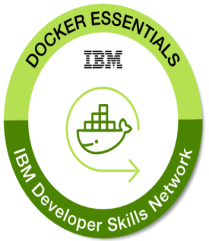 DOCKER ESSENTIALS
IBM
IBM Developer Skills Network